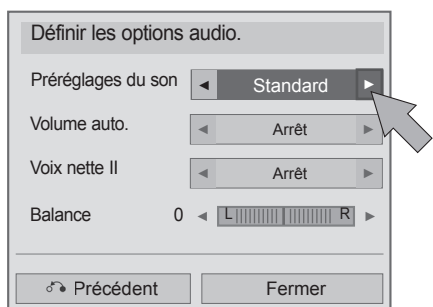 Définir les options audio.
Préréglages du son ◄ Standard ►
Volume auto. ◄ Arrêt ►
Voix nette II ◄ Arrêt ►
Balance 0 ◄ L R ►
Précédent Fermer